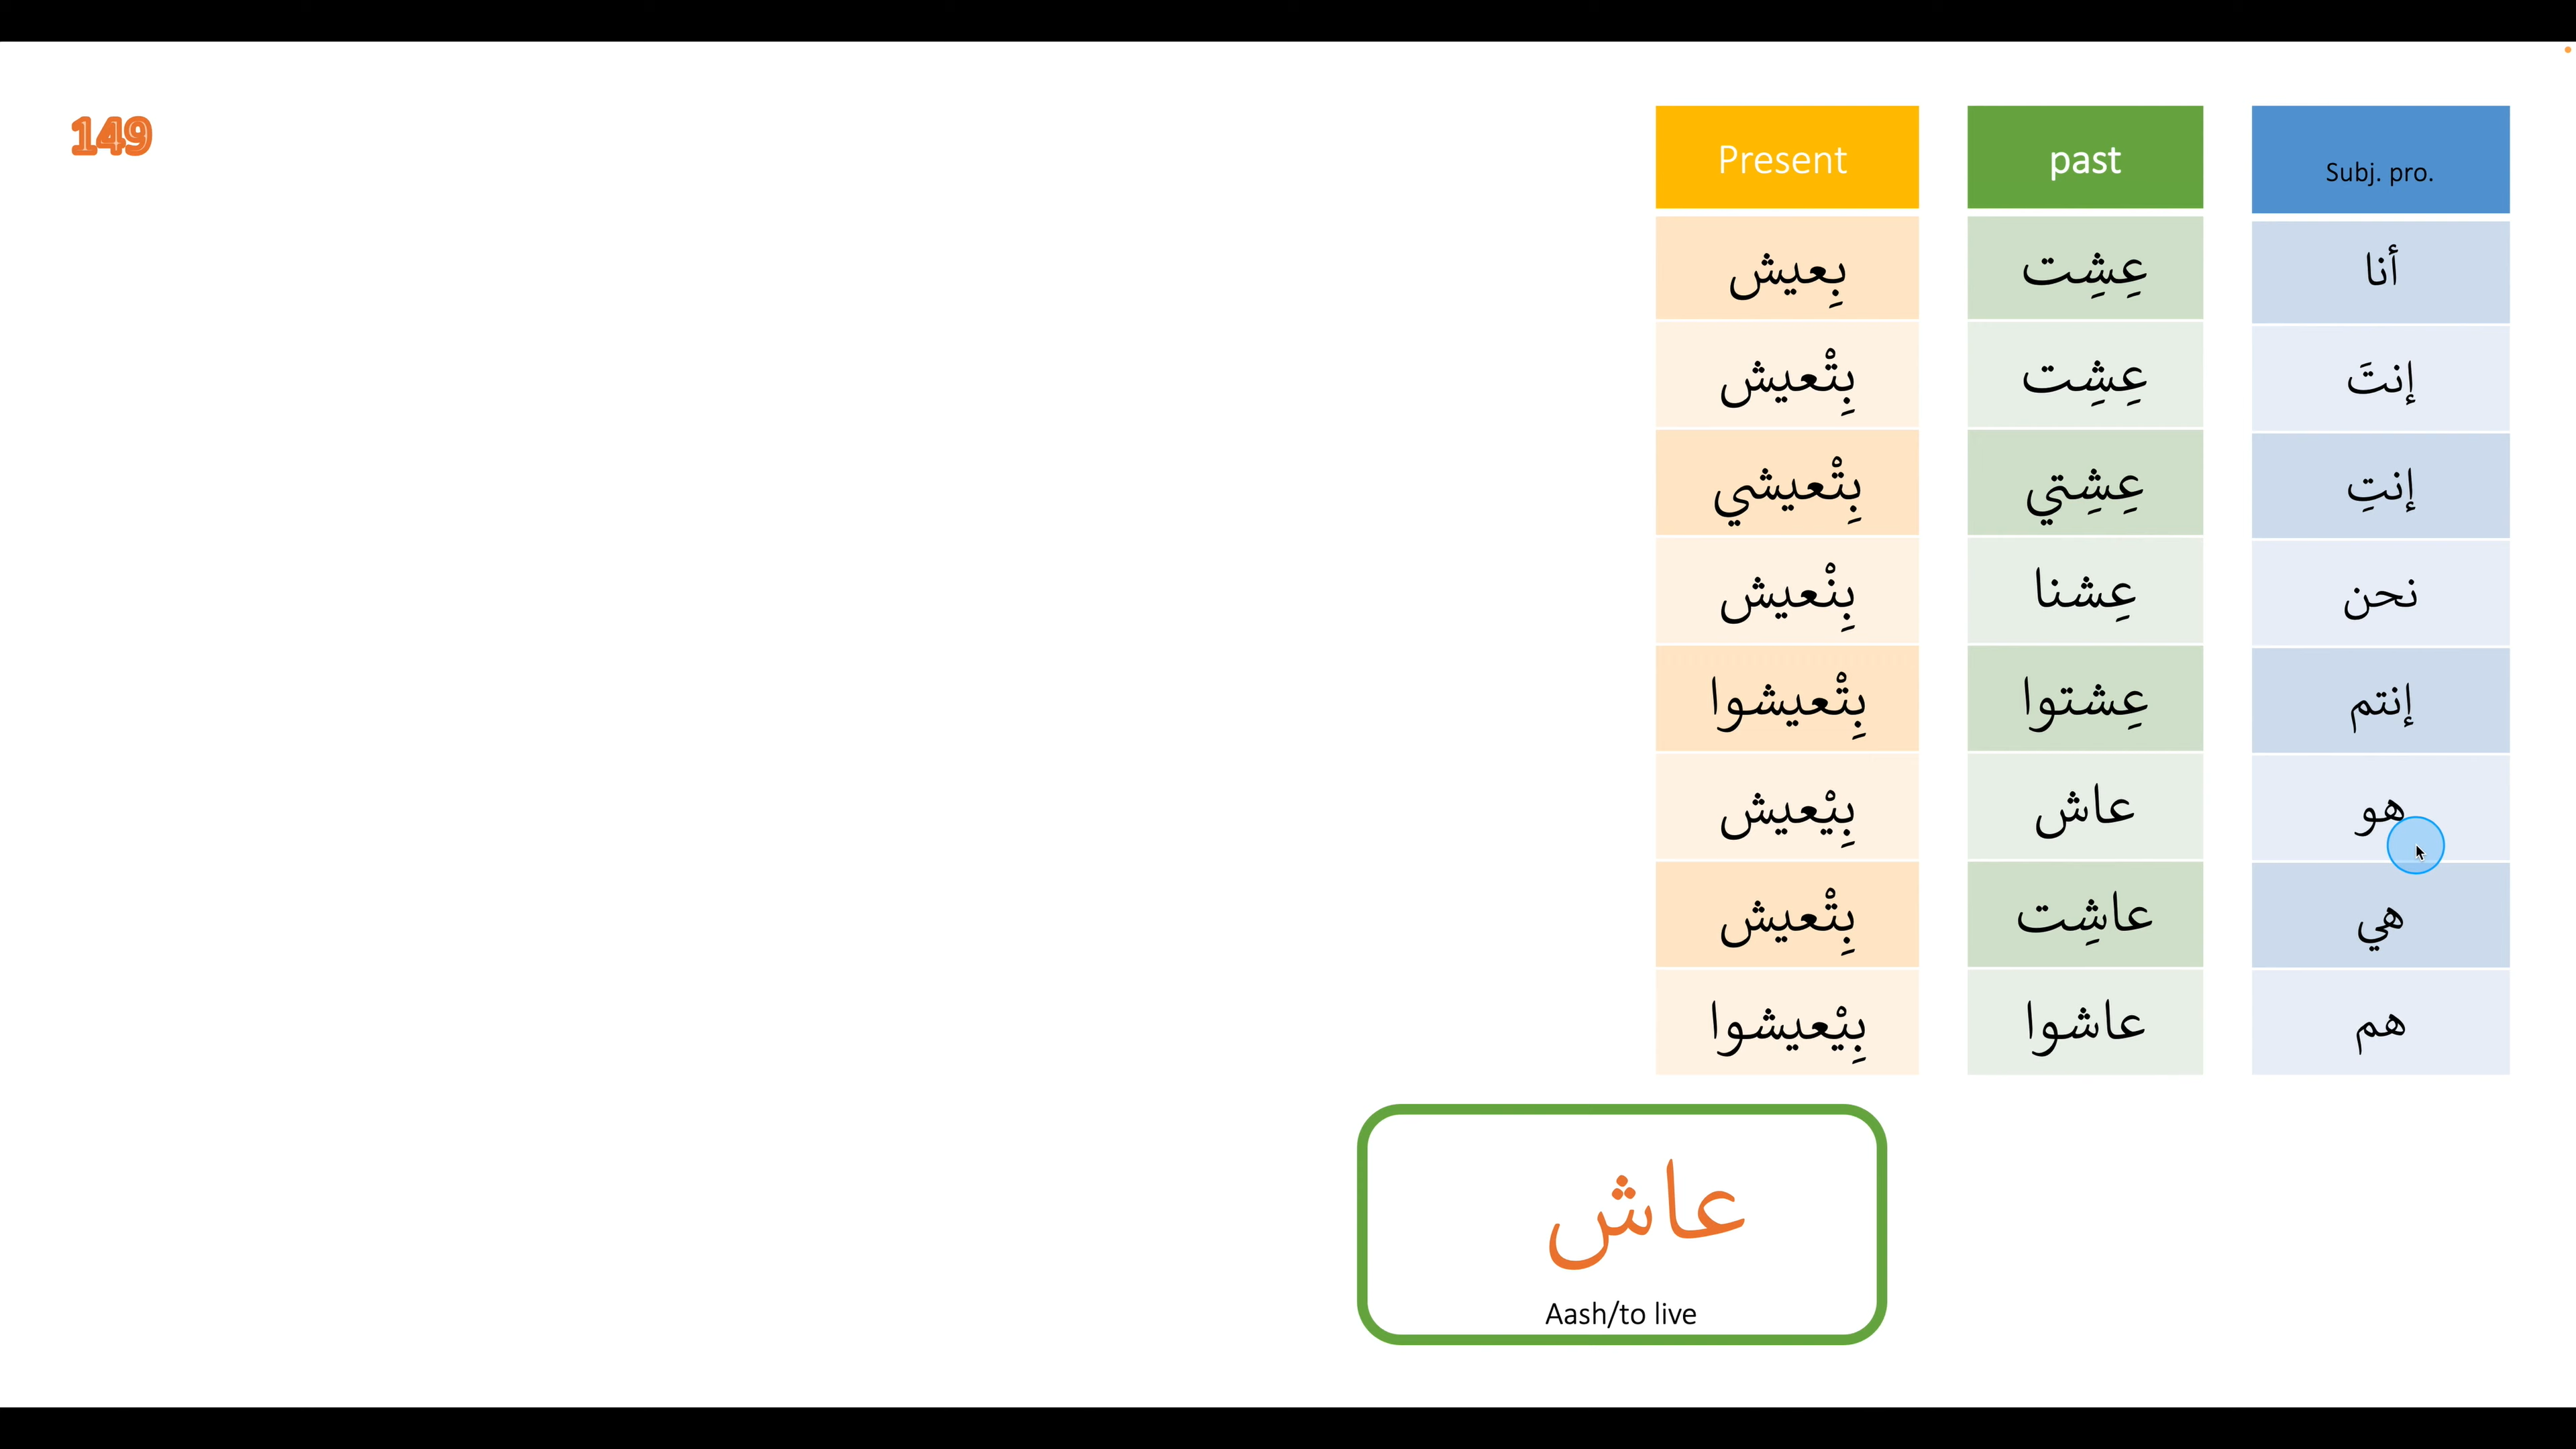 149
Subj. pro. past Present
أنا عِشِت بِعيش
إنتَ عِشِت بِتْعيش
إنتِ عِشِتي بِتْعيشي
نحن عِشنا بِنْعيش
إنتم عِشتوا بِتْعيشوا
هو عاش بِيْعيش
هي عاشِت بِتْعيش
هم عاشوا بِيْعيشوا
عاش
Aash/to live